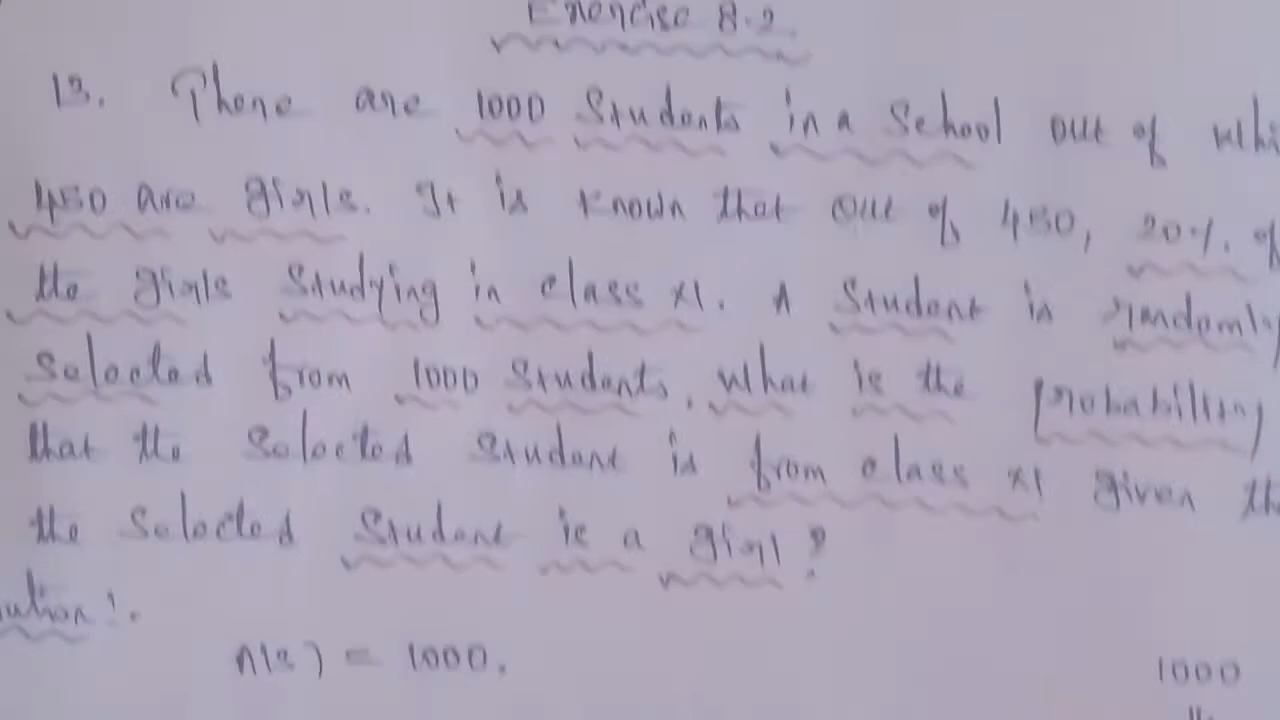 Exercise 8.2
13. There are 1000 Students in a School out of whi
450 are girls. It is known that out of 450, 20%. of
the girls Studying in class XI. A Student is randomly
selected from 1000 students. what is the Probability
that the selected student is from class XI given th
the selected student is a girl?
ution:.
n(s) = 1000.
1000